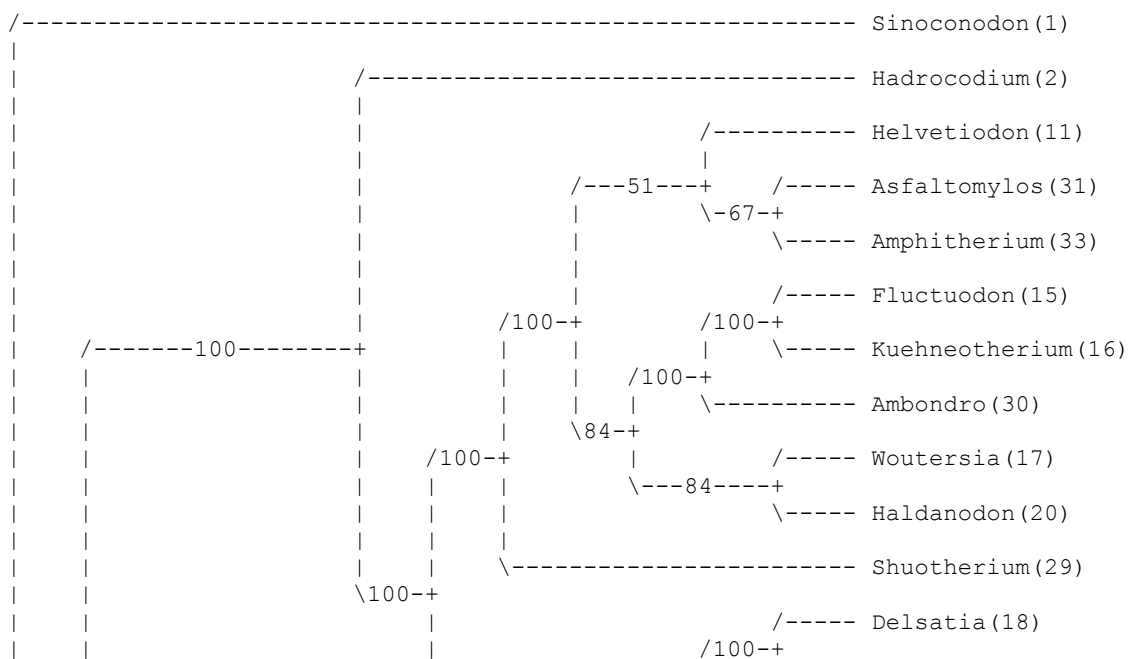 /---------------------------------------------------------- Sinoconodon(1)
|
|                       /---------------------------------- Hadrocodium(2)
|                       |
|                       |                       /---------- Helvetiodon(11)
|                       |                       |
|                       |              /---51---+    /----- Asfaltomylos(31)
|                       |              |        \-67-+
|                       |              |             \----- Amphitherium(33)
|                       |              |
|                       |              |             /----- Fluctuodon(15)
|                       |         /100-+        /100-+
|    /-------100--------+         |    |        |    \----- Kuehneotherium(16)
|    |                  |         |    |   /100-+
|    |                  |         |    |   |    \---------- Ambondro(30)
|    |                  |         |    \84-+
|    |                  |    /100-+        |         /----- Woutersia(17)
|    |                  |    |    |        \---84----+
|    |                  |    |    |                  \----- Haldanodon(20)
|    |                  |    |    |
|    |                  |    |    \------------------------ Shuotherium(29)
|    |                  \100-+
|    |                       |                       /----- Delsatia(18)
|    |                       |                  /100-+